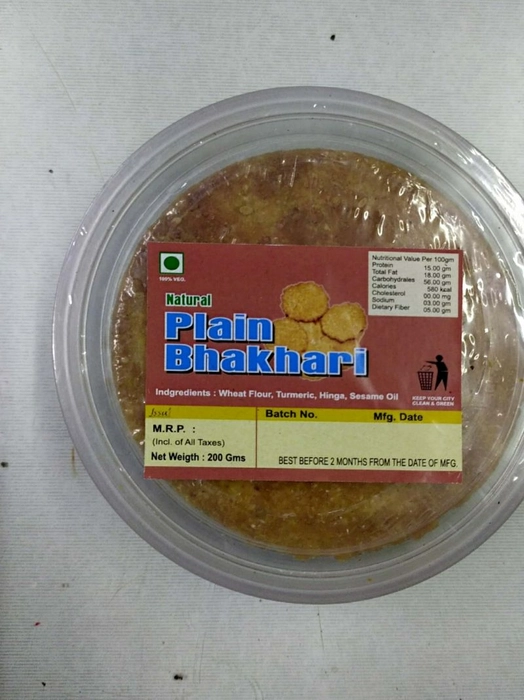 100% VEG.
Nutritional Value Per 100gm
Protein 15.00 gm
Total Fat 18.00 gm
Carbohydrates 56.00 gm
Calories 580 kcal
Cholesterol 00.00 mg
Sodium 03.00 gm
Dietary Fiber 05.00 gm
Natural
Plain
Bhakhari
Indgredients : Wheat Flour, Turmeric, Hinga, Sesame Oil
KEEP YOUR CITY
CLEAN & GREEN
Batch No. Mfg. Date
M.R.P. :
(Incl. of All Taxes)
Net Weigth : 200 Gms
BEST BEFORE 2 MONTHS FROM THE DATE OF MFG.